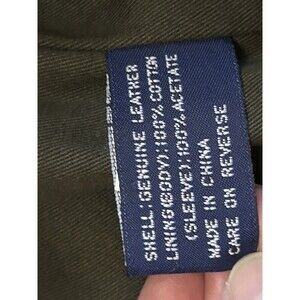 SHELL:GENUINE LEATHER
LINING(BODY):100% COTTON
(SLEEVE):100% ACETATE
MADE IN CHINA
CARE ON REVERSE